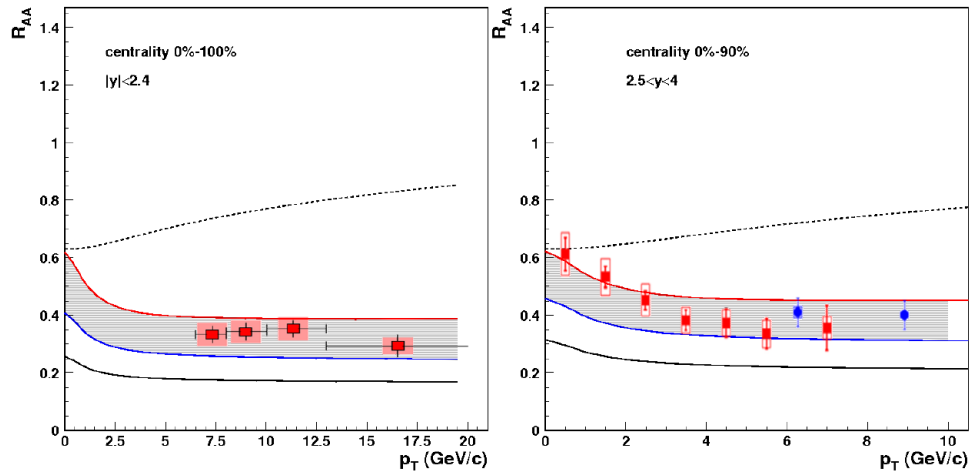 R_AA
1.4
1.2
1
0.8
0.6
0.4
0.2
0
centrality 0%-100%
|y|<2.4
0 2.5 5 7.5 10 12.5 15 17.5 20
p_T (GeV/c)
R_AA
1.4
1.2
1
0.8
0.6
0.4
0.2
0
centrality 0%-90%
2.5<y<4
0 2 4 6 8 10
p_T (GeV/c)